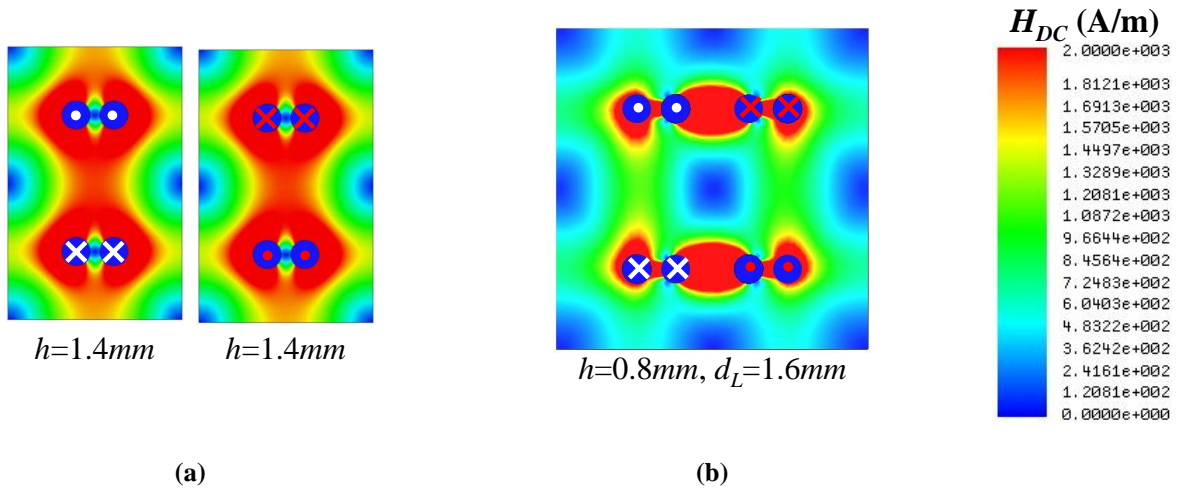 H_DC (A/m)
2.0000e+003
1.8121e+003
1.6913e+003
1.5705e+003
1.4497e+003
1.3289e+003
1.2081e+003
1.0872e+003
9.6644e+002
8.4564e+002
7.2483e+002
6.0403e+002
4.8322e+002
3.6242e+002
2.4161e+002
1.2081e+002
0.0000e+000
h=1.4mm
h=1.4mm
h=0.8mm, d_L=1.6mm
(a)
(b)